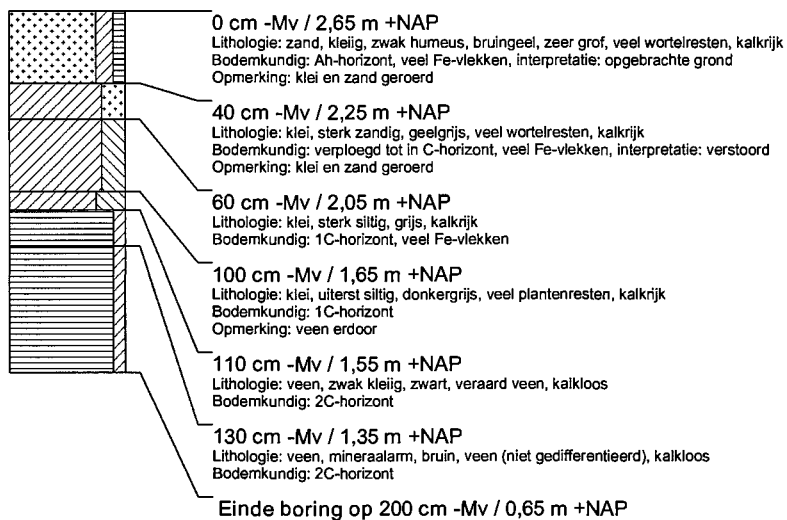 0 cm -Mv / 2,65 m +NAP
Lithologie: zand, kleiig, zwak humeus, bruingeel, zeer grof, veel wortelresten, kalkrijk
Bodemkundig: Ah-horizont, veel Fe-vlekken, interpretatie: opgebrachte grond
Opmerking: klei en zand geroerd
40 cm -Mv / 2,25 m +NAP
Lithologie: klei, sterk zandig, geelgrijs, veel wortelresten, kalkrijk
Bodemkundig: verploegd tot in C-horizont, veel Fe-vlekken, interpretatie: verstoord
Opmerking: klei en zand geroerd
60 cm -Mv / 2,05 m +NAP
Lithologie: klei, sterk siltig, grijs, kalkrijk
Bodemkundig: 1C-horizont, veel Fe-vlekken
100 cm -Mv / 1,65 m +NAP
Lithologie: klei, uiterst siltig, donkergrijs, veel plantenresten, kalkrijk
Bodemkundig: 1C-horizont
Opmerking: veen erdoor
110 cm -Mv / 1,55 m +NAP
Lithologie: veen, zwak kleiig, zwart, veraard veen, kalkloos
Bodemkundig: 2C-horizont
130 cm -Mv / 1,35 m +NAP
Lithologie: veen, mineraalarm, bruin, veen (niet gedifferentieerd), kalkloos
Bodemkundig: 2C-horizont
Einde boring op 200 cm -Mv / 0,65 m +NAP